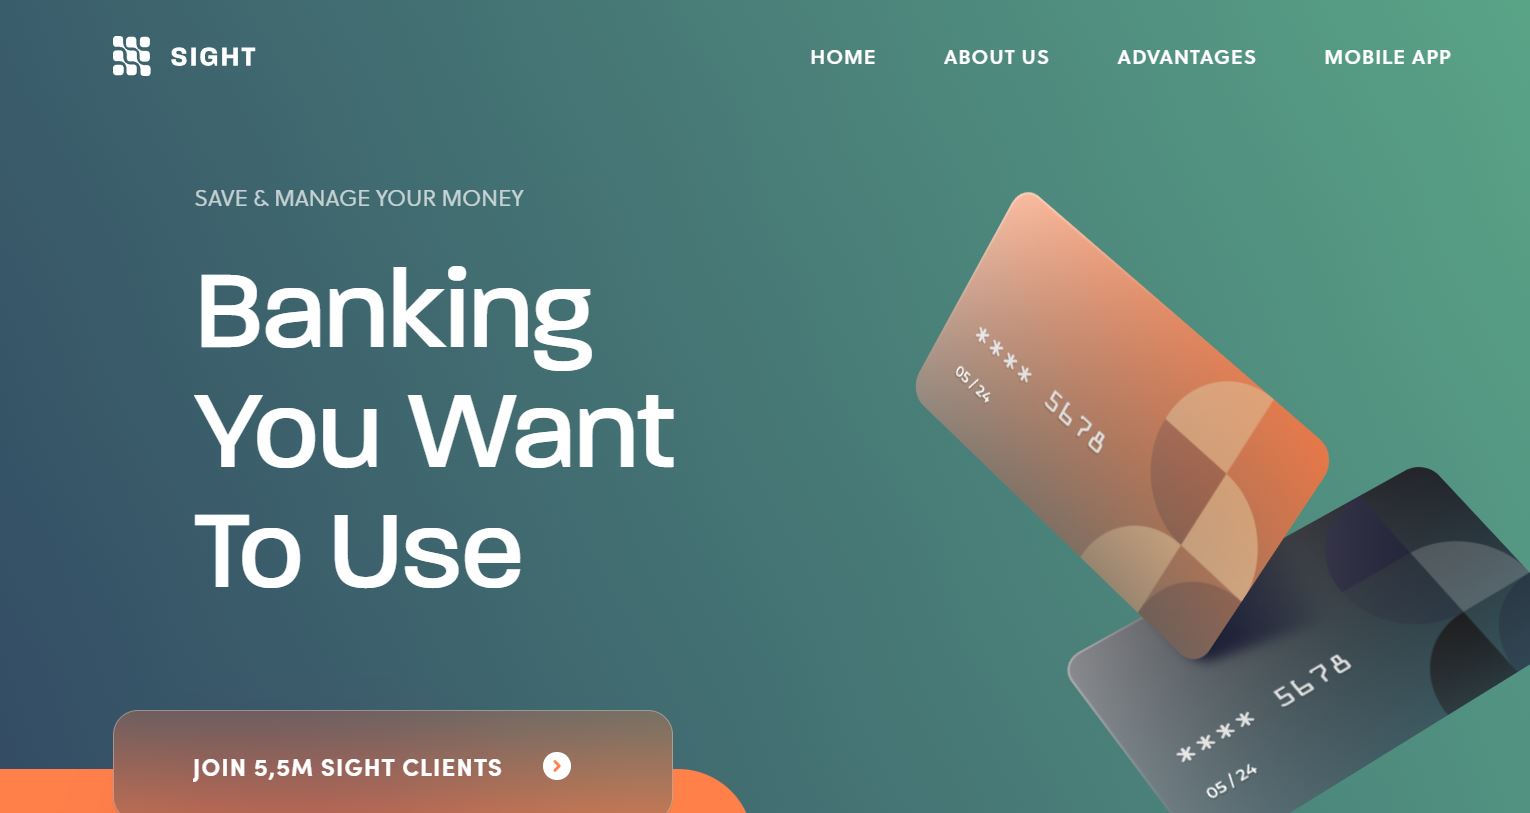 SIGHT
HOME
ABOUT US
ADVANTAGES
MOBILE APP
SAVE & MANAGE YOUR MONEY
Banking
You Want
To Use
**** 5678
05/24
**** 5678
05/24
JOIN 5,5M SIGHT CLIENTS